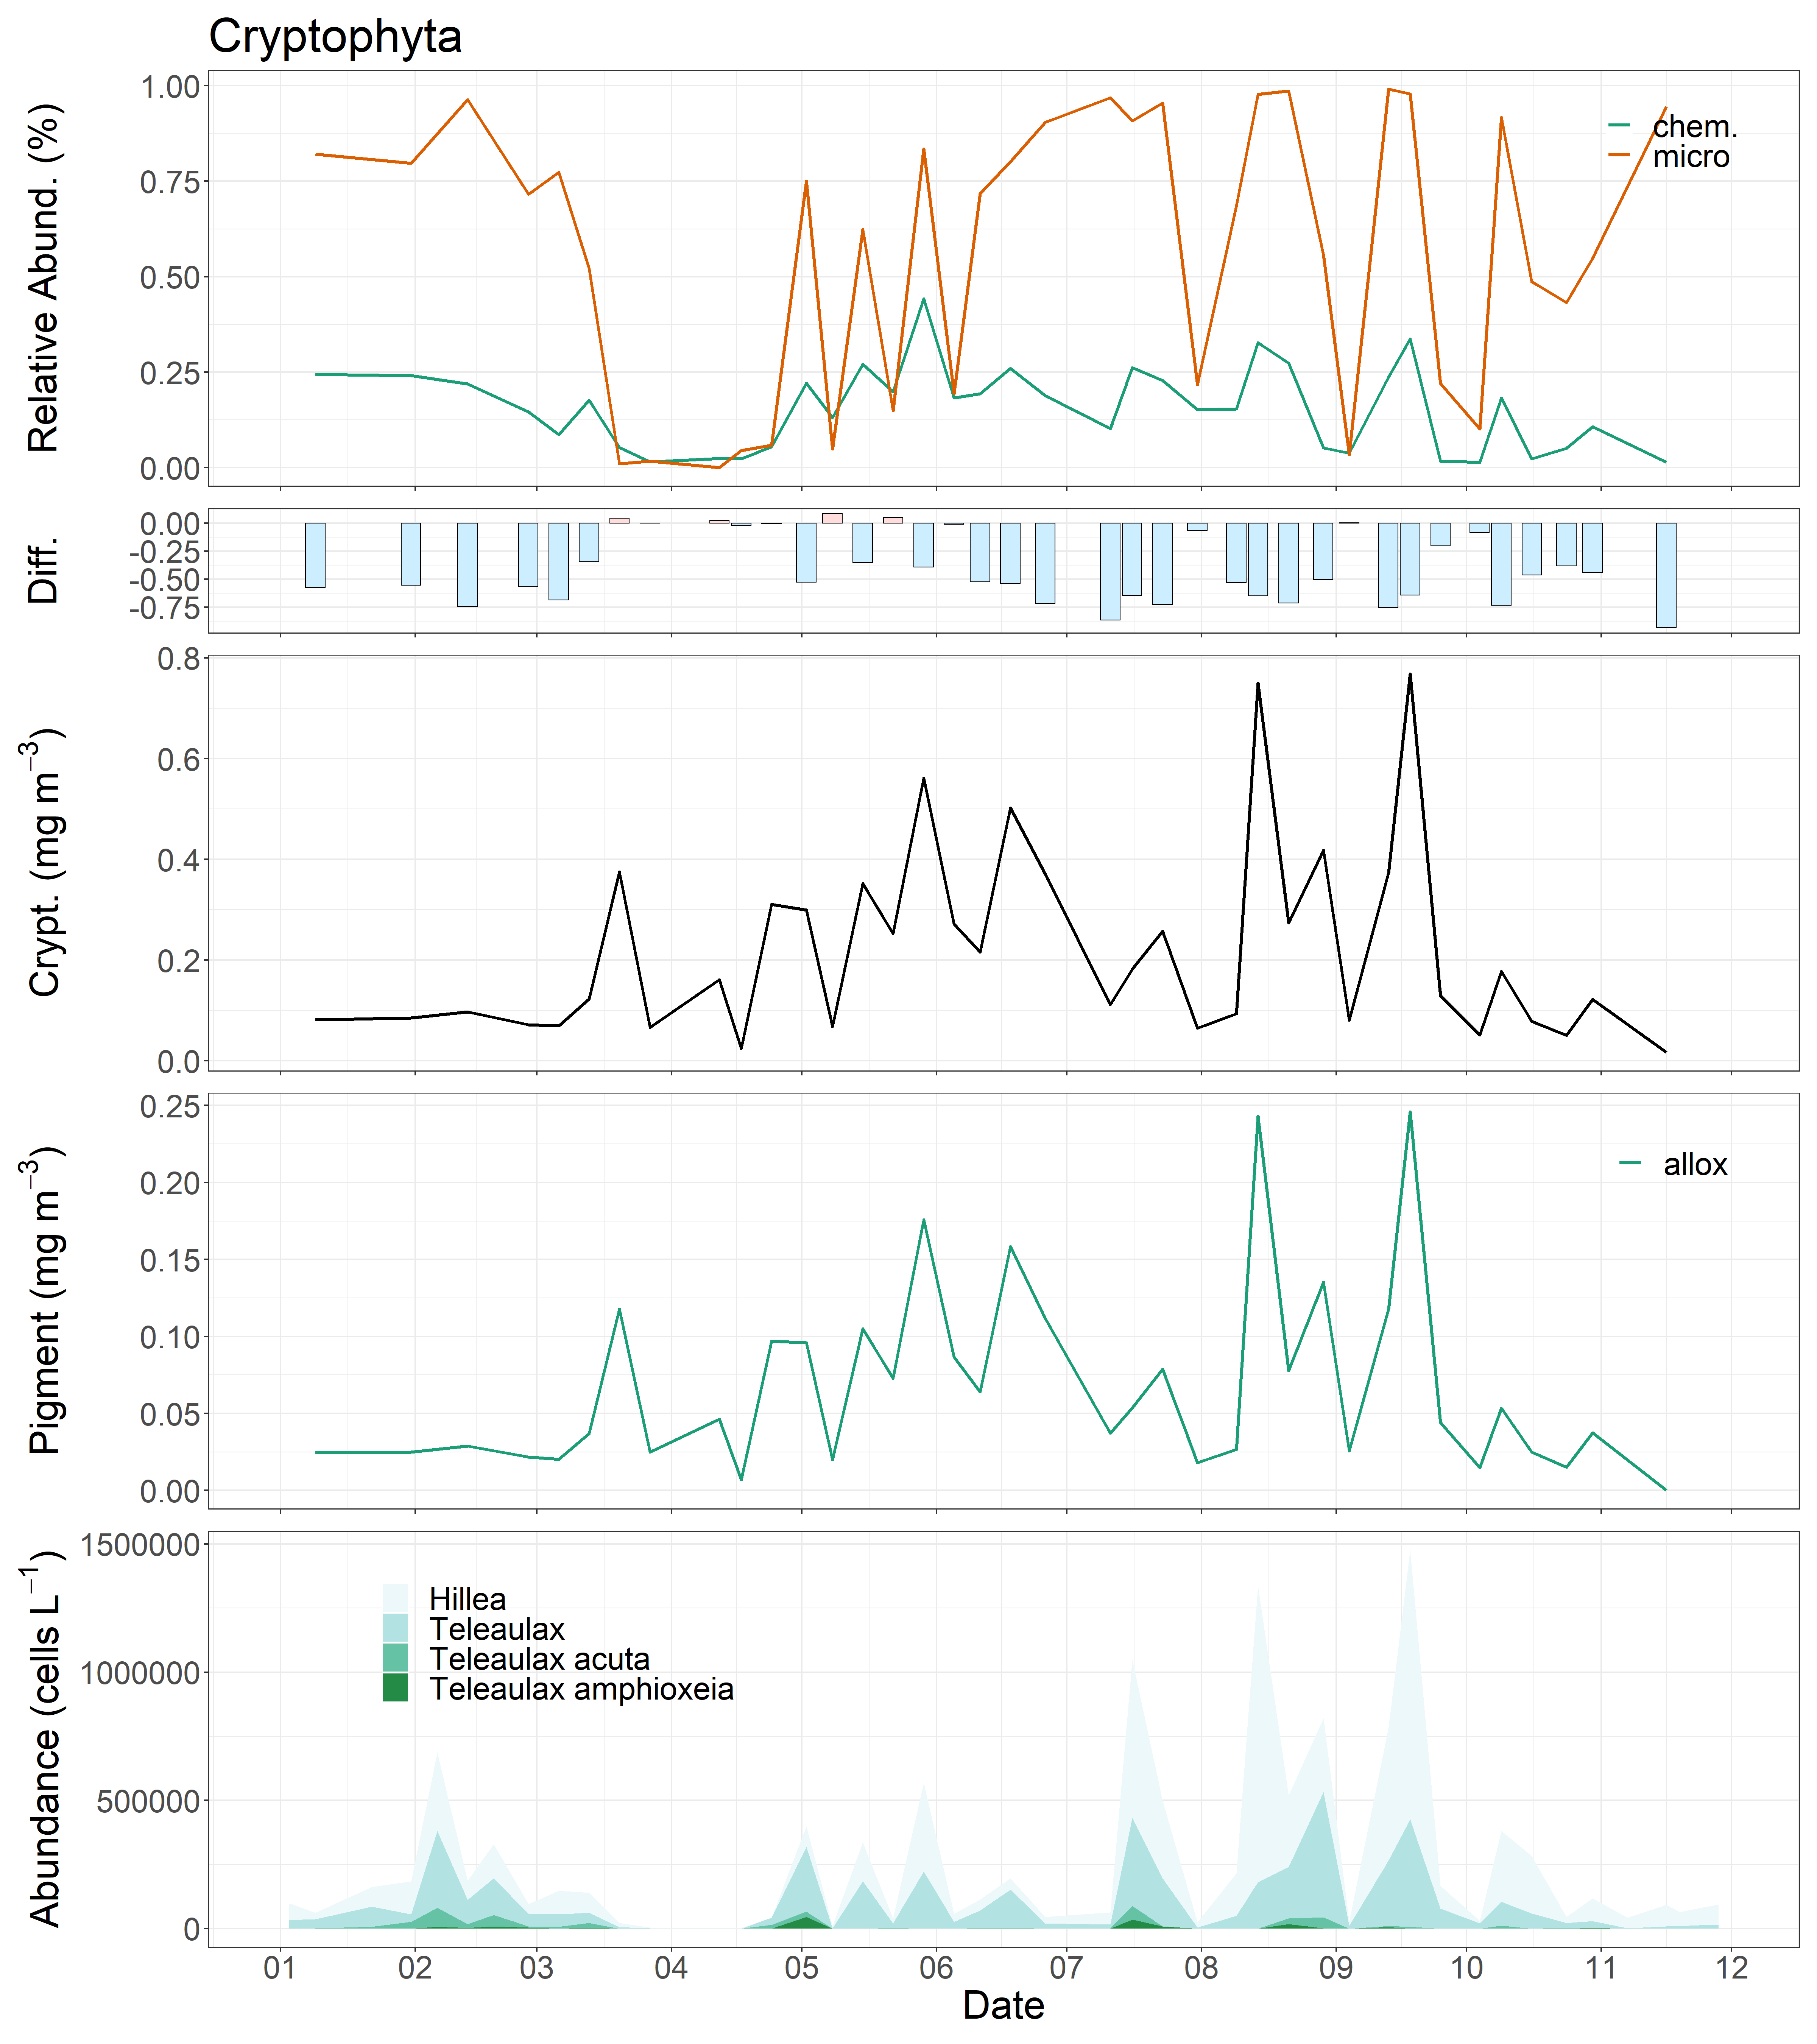 Cryptophyta
Relative Abund. (%)
1.00
0.75
0.50
0.25
0.00
chem.
micro
Diff.
0.00
-0.25
-0.50
-0.75
Crypt. (mg m⁻³)
0.8
0.6
0.4
0.2
0.0
Pigment (mg m⁻³)
0.25
0.20
0.15
0.10
0.05
0.00
allox
Abundance (cells L⁻¹)
1500000
1000000
500000
0
Hillea
Teleaulax
Teleaulax acuta
Teleaulax amphioxeia
01 02 03 04 05 06 07 08 09 10 11 12
Date